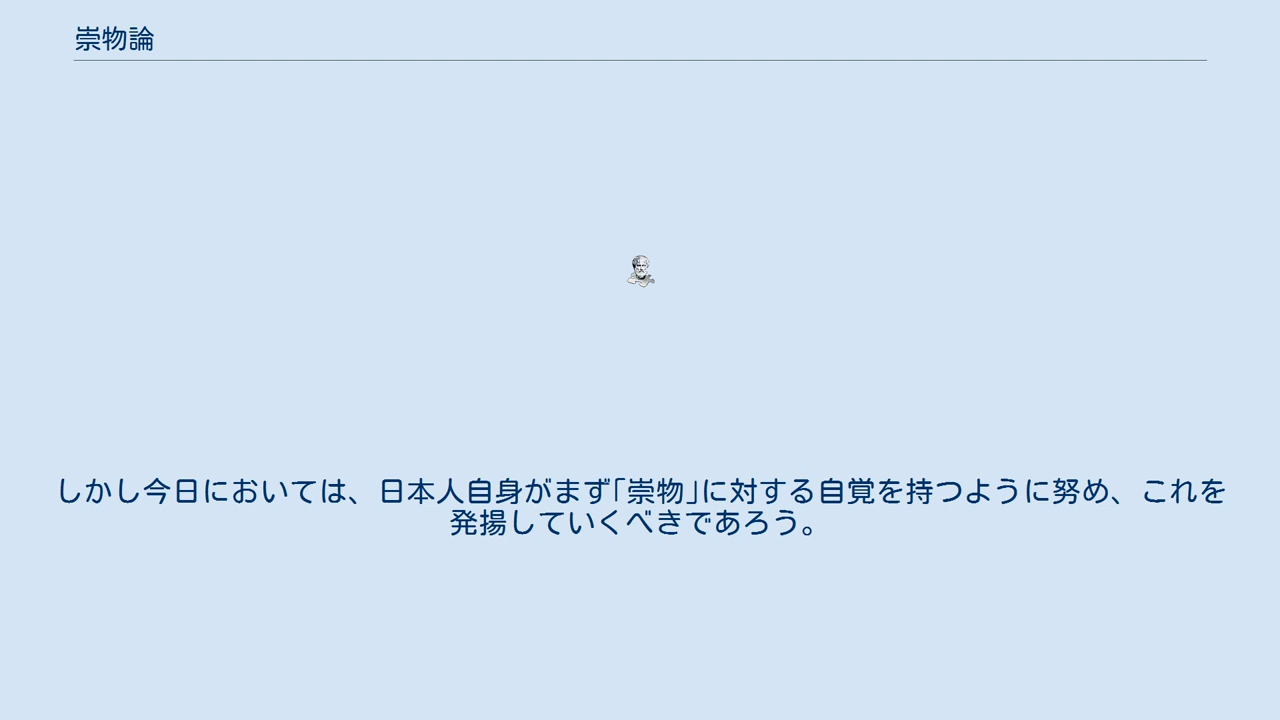 崇物論
しかし今日においては、日本人自身がまず「崇物」に対する自覚を持つように努め、これを
発揚していくべきであろう。